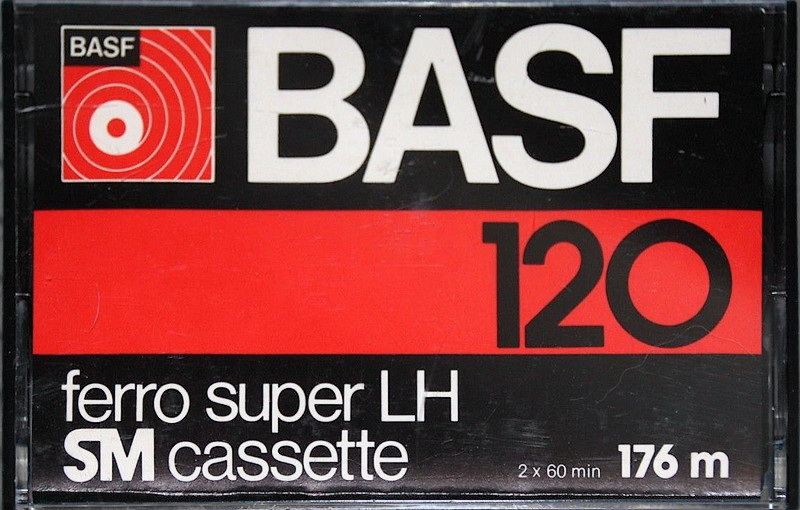 BASF
BASF
120
ferro super LH
SM cassette
2 x 60 min 176 m